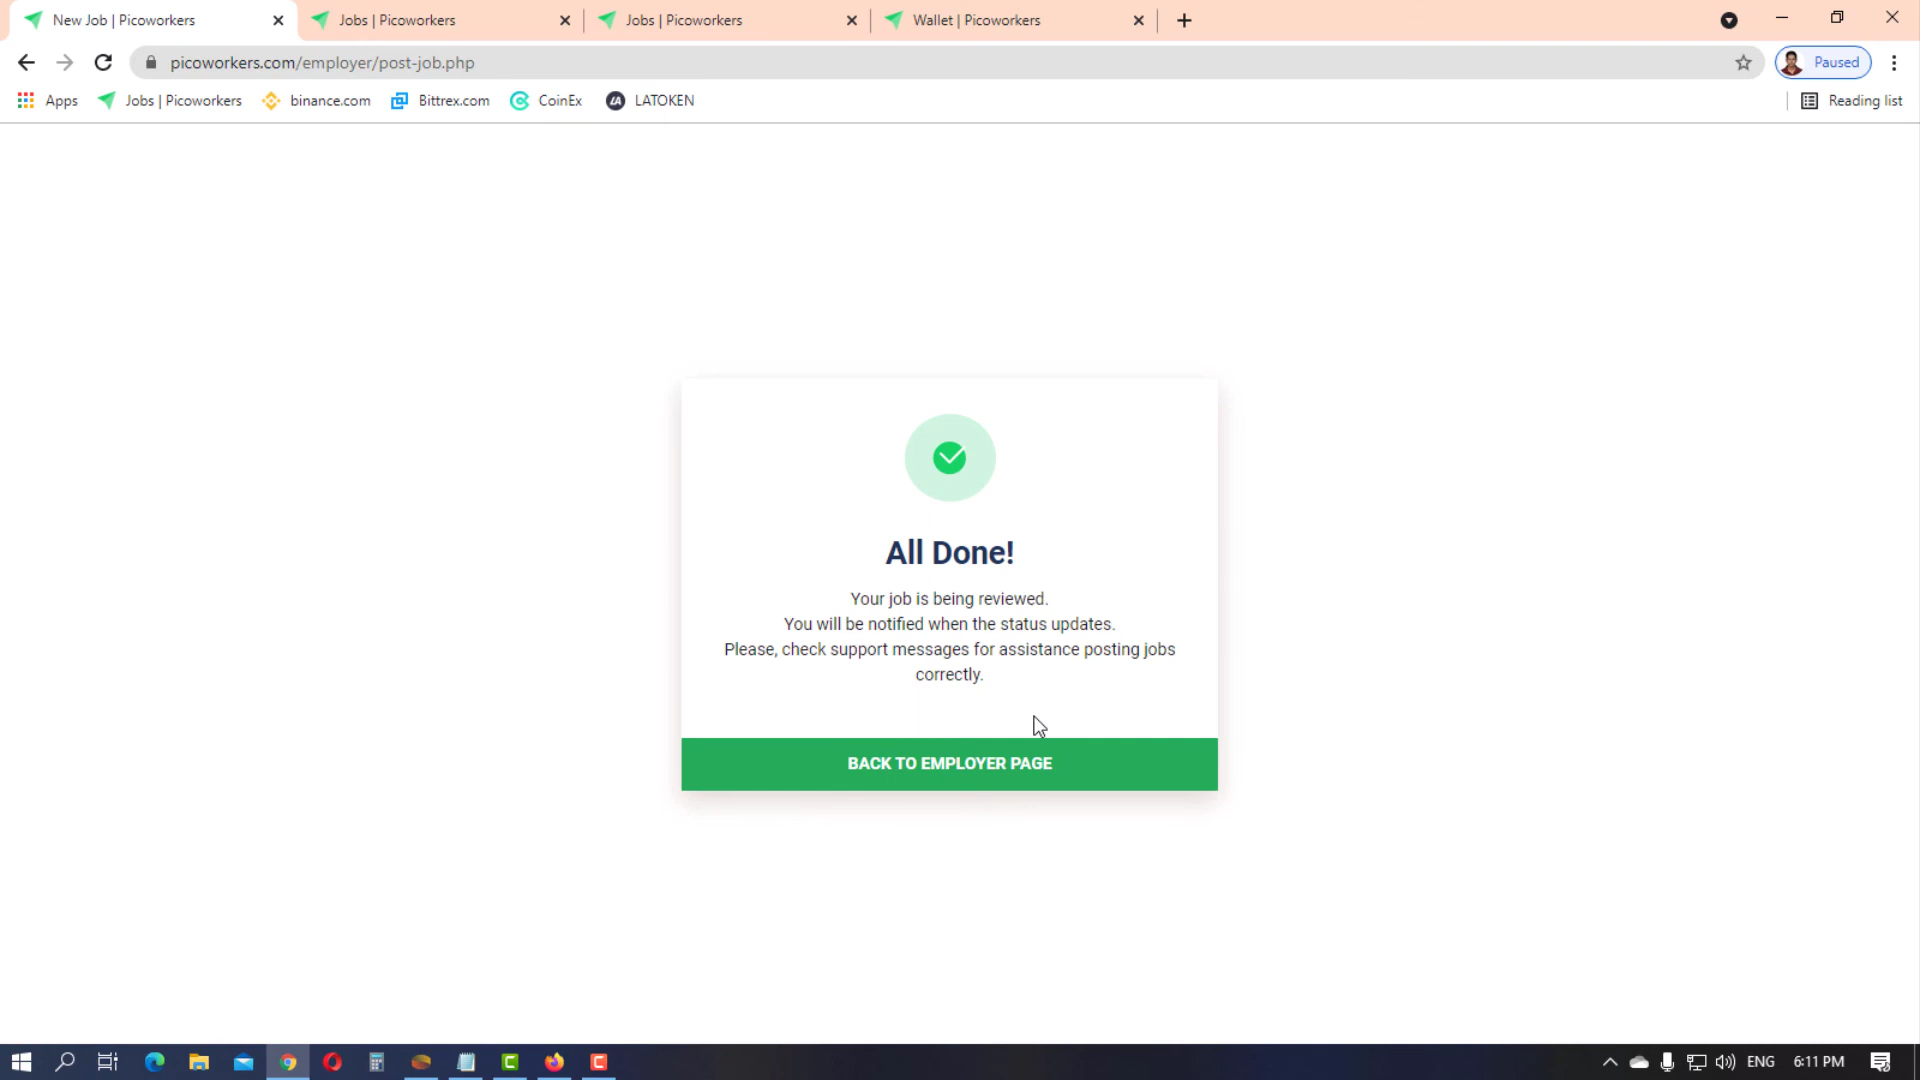 New Job | Picoworkers
Jobs | Picoworkers
Jobs | Picoworkers
Wallet | Picoworkers
picoworkers.com/employer/post-job.php
Paused
Apps
Jobs | Picoworkers
binance.com
Bittrex.com
CoinEx
LATOKEN
Reading list
All Done!
Your job is being reviewed.
You will be notified when the status updates.
Please, check support messages for assistance posting jobs
correctly.
BACK TO EMPLOYER PAGE
ENG
6:11 PM